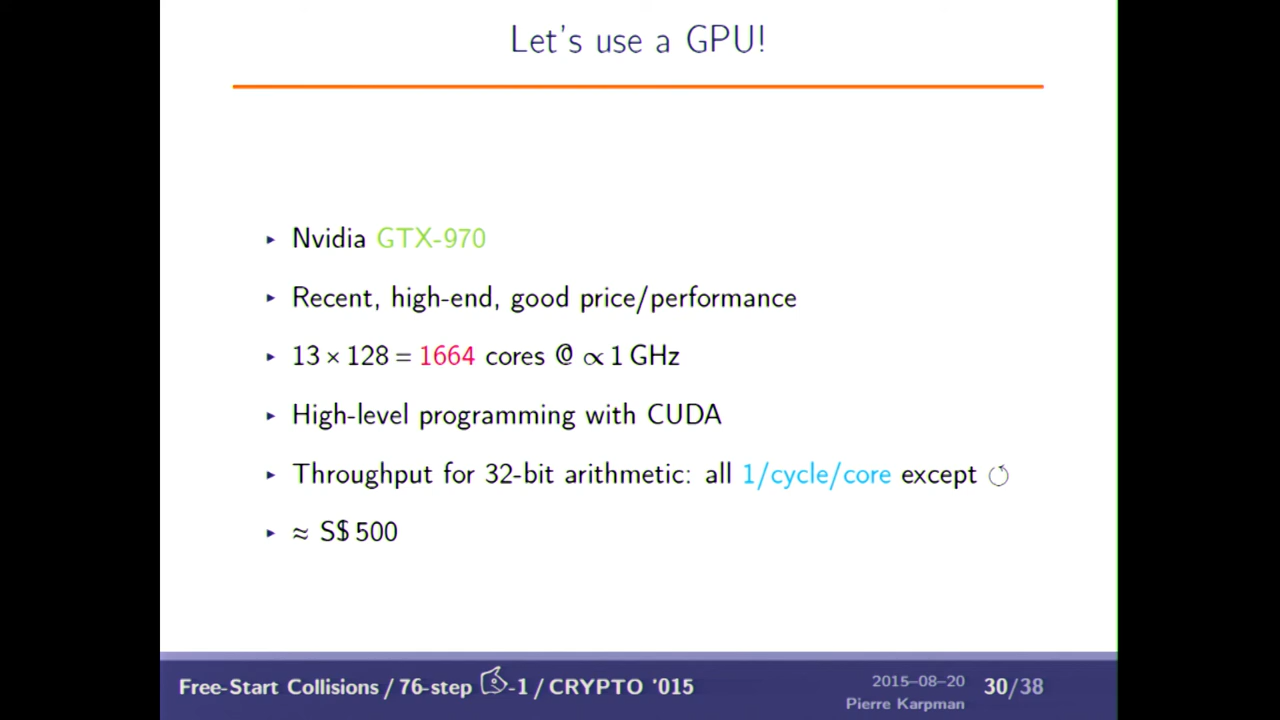 Let's use a GPU!
▸ Nvidia GTX-970
▸ Recent, high-end, good price/performance
▸ 13 × 128 = 1664 cores @ ∝ 1 GHz
▸ High-level programming with CUDA
▸ Throughput for 32-bit arithmetic: all 1/cycle/core except ↺
▸ ≈ S$ 500
Free-Start Collisions / 76-step -1 / CRYPTO '015
2015–08–20
Pierre Karpman
30/38